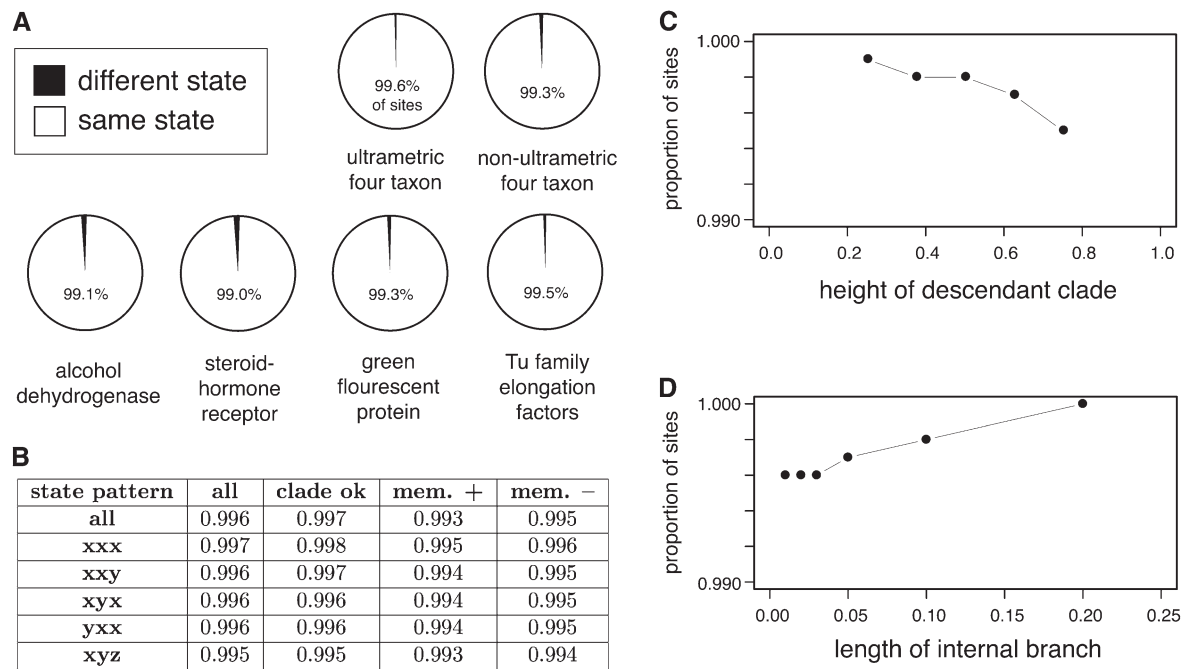 A
different state
same state
99.6%
of sites
ultrametric
four taxon
99.3%
non-ultrametric
four taxon
99.1%
alcohol
dehydrogenase
99.0%
steroid-
hormone
receptor
99.3%
green
flourescent
protein
99.5%
Tu family
elongation
factors
B
state pattern all clade ok mem. + mem. –
all 0.996 0.997 0.993 0.995
xxx 0.997 0.998 0.995 0.996
xxy 0.996 0.997 0.994 0.995
xyx 0.996 0.996 0.994 0.995
yxx 0.996 0.996 0.994 0.995
xyz 0.995 0.995 0.993 0.994
C
proportion of sites
1.000
0.990
0.0 0.2 0.4 0.6 0.8 1.0
height of descendant clade
D
proportion of sites
1.000
0.990
0.00 0.05 0.10 0.15 0.20 0.25
length of internal branch